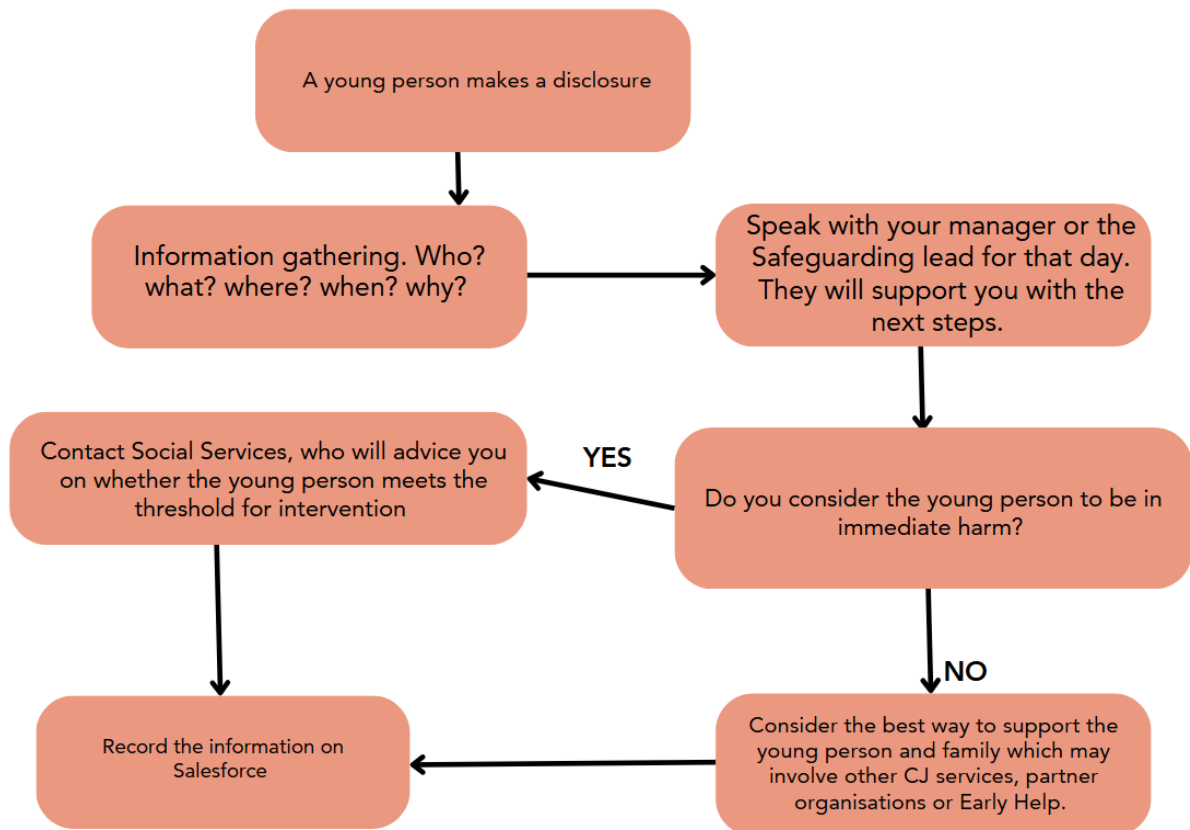 A young person makes a disclosure
Information gathering. Who?
what? where? when? why?
Speak with your manager or the
Safeguarding lead for that day.
They will support you with the
next steps.
Do you consider the young person to be in
immediate harm?
YES
Contact Social Services, who will advice you
on whether the young person meets the
threshold for intervention
NO
Consider the best way to support the
young person and family which may
involve other CJ services, partner
organisations or Early Help.
Record the information on
Salesforce